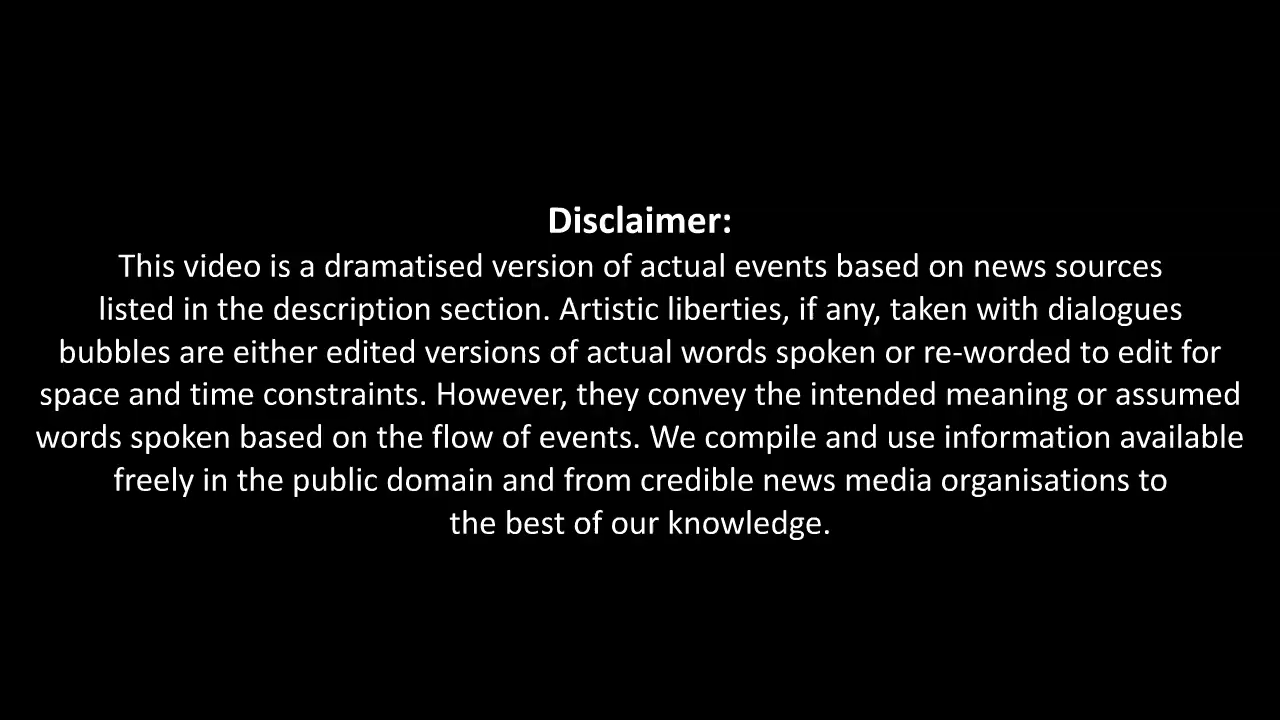 Disclaimer:
This video is a dramatised version of actual events based on news sources
listed in the description section. Artistic liberties, if any, taken with dialogues
bubbles are either edited versions of actual words spoken or re-worded to edit for
space and time constraints. However, they convey the intended meaning or assumed
words spoken based on the flow of events. We compile and use information available
freely in the public domain and from credible news media organisations to
the best of our knowledge.